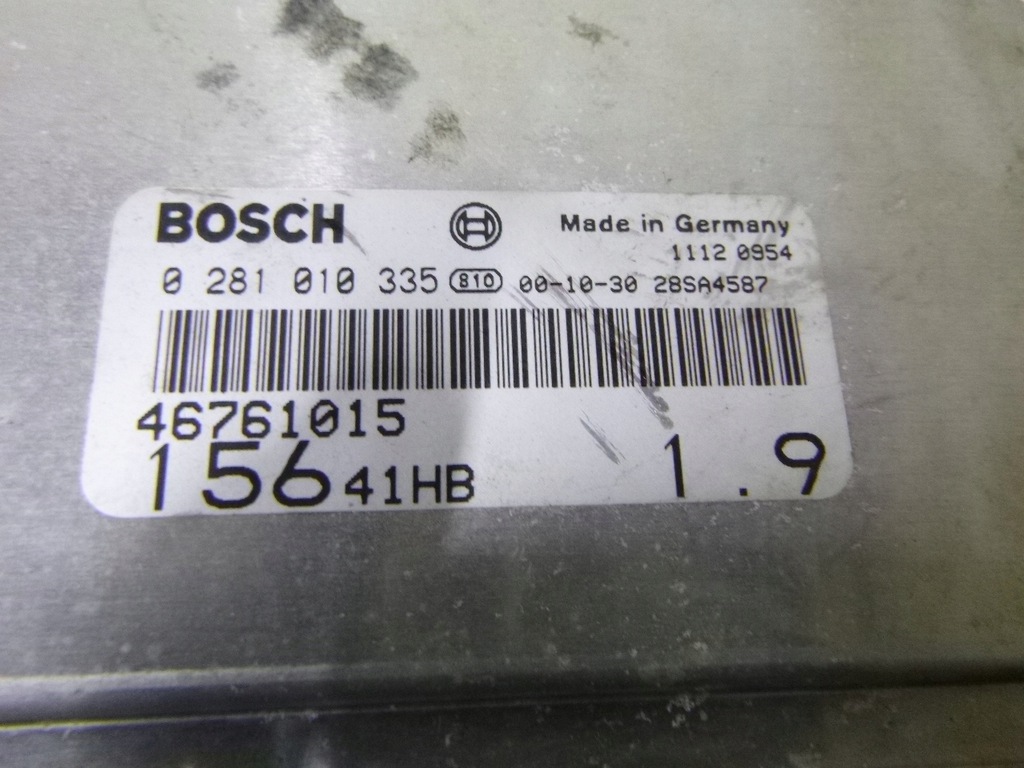 BOSCH
Made in Germany
1112 0954
0 281 010 335 810 00-10-30 28SA4587
46761015
156 41HB 1.9